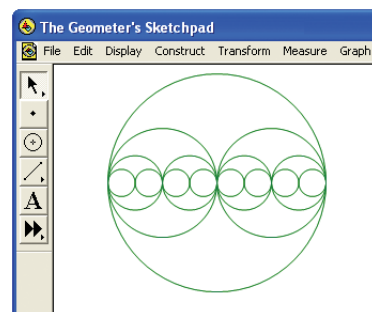 The Geometer's Sketchpad
File Edit Display Construct Transform Measure Graph
A